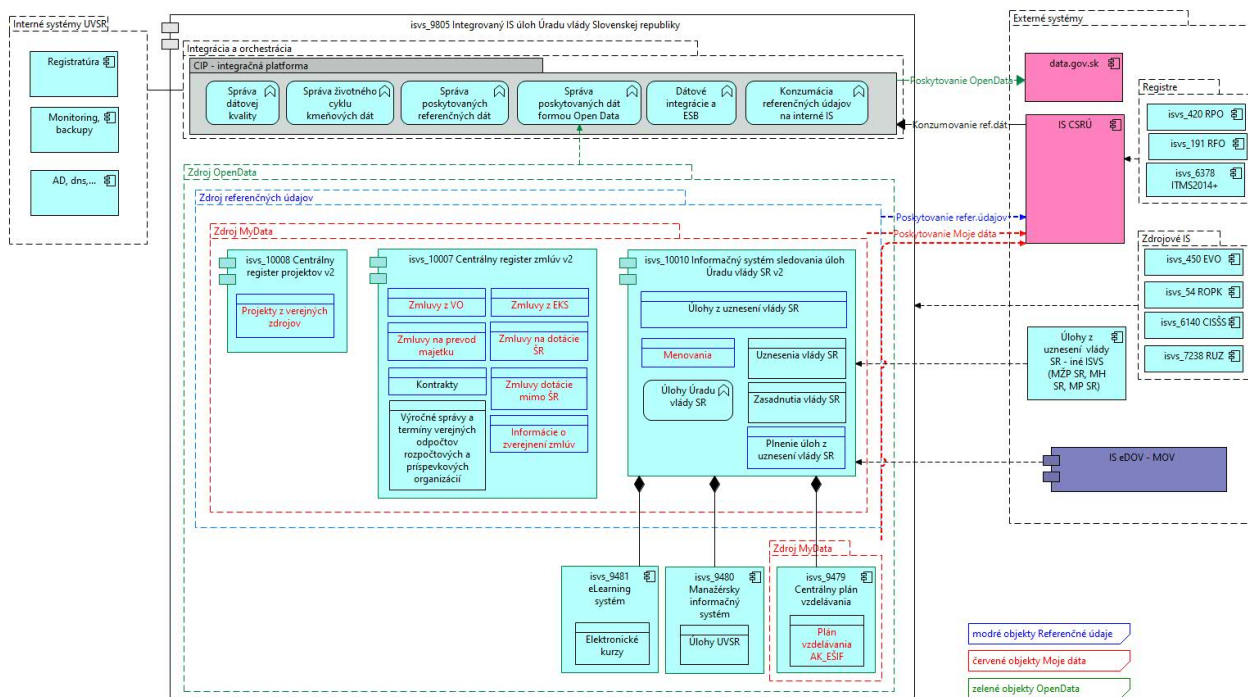 Interné systémy UVSR
Registratúra
Monitoring,
backupy
AD, dns,...
isvs_9805 Integrovaný IS úloh Úradu vlády Slovenskej republiky
Integrácia a orchestrácia
CIP - integračná platforma
Správa
dátovej
kvality
Správa životného
cyklu
kmeňových dát
Správa
poskytovaných
referenčných dát
Správa
poskytovaných dát
formou Open Data
Dátové
integrácie a
ESB
Konzumácia
referenčných údajov
na interné IS
Poskytovanie OpenData
Konzumovanie ref.dát
Zdroj OpenData
Zdroj referenčných údajov
Poskytovanie refer.údajov
Poskytovanie Moje dáta
Zdroj MyData
isvs_10008 Centrálny
register projektov v2
Projekty z verejných
zdrojov
isvs_10007 Centrálny register zmlúv v2
Zmluvy z VO
Zmluvy z EKS
Zmluvy na prevod
majetku
Zmluvy na dotácie
ŠR
Kontrakty
Zmluvy dotácie
mimo ŠR
Výročné správy a
termíny verejných
odpočtov
rozpočtových a
príspevkových
organizácií
Informácie o
zverejnení zmlúv
isvs_10010 Informačný systém sledovania úloh
Úradu vlády SR v2
Úlohy z uznesení vlády SR
Menovania
Uznesenia vlády SR
Úlohy Úradu
vlády SR
Zasadnutia vlády SR
Plnenie úloh z
uznesení vlády SR
isvs_9481
eLearning
systém
Elektronické
kurzy
isvs_9480
Manažérsky
informačný
systém
Úlohy UVSR
Zdroj MyData
isvs_9479
Centrálny plán
vzdelávania
Plán
vzdelávania
AK_EŠIF
Externé systémy
data.gov.sk
IS CSRÚ
Registre
isvs_420 RPO
isvs_191 RFO
isvs_6378
ITMS2014+
Zdrojové IS
isvs_450 EVO
isvs_54 ROPK
isvs_6140 CISŠS
isvs_7238 RUZ
Úlohy z
uznesení vlády
SR - iné ISVS
(MŽP SR, MH
SR, MP SR)
IS eDOV - MOV
modré objekty Referenčné údaje
červené objekty Moje dáta
zelené objekty OpenData